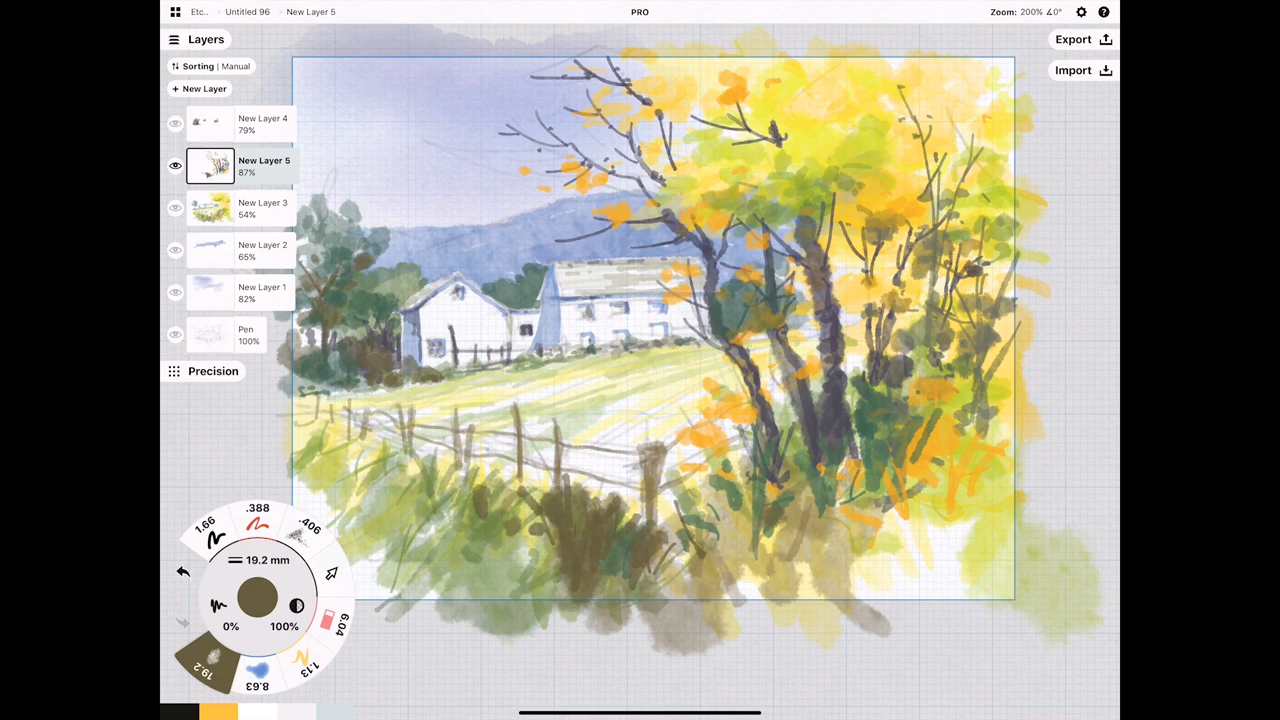 Etc.. › Untitled 96 › New Layer 5
PRO
Zoom: 200% ∡0°
Layers
Export
Sorting | Manual
Import
+ New Layer
New Layer 4
79%
New Layer 5
87%
New Layer 3
54%
New Layer 2
65%
New Layer 1
82%
Pen
100%
Precision
1.66
.388
.406
19.2 mm
0%
100%
6.04
19.2
8.63
1.13